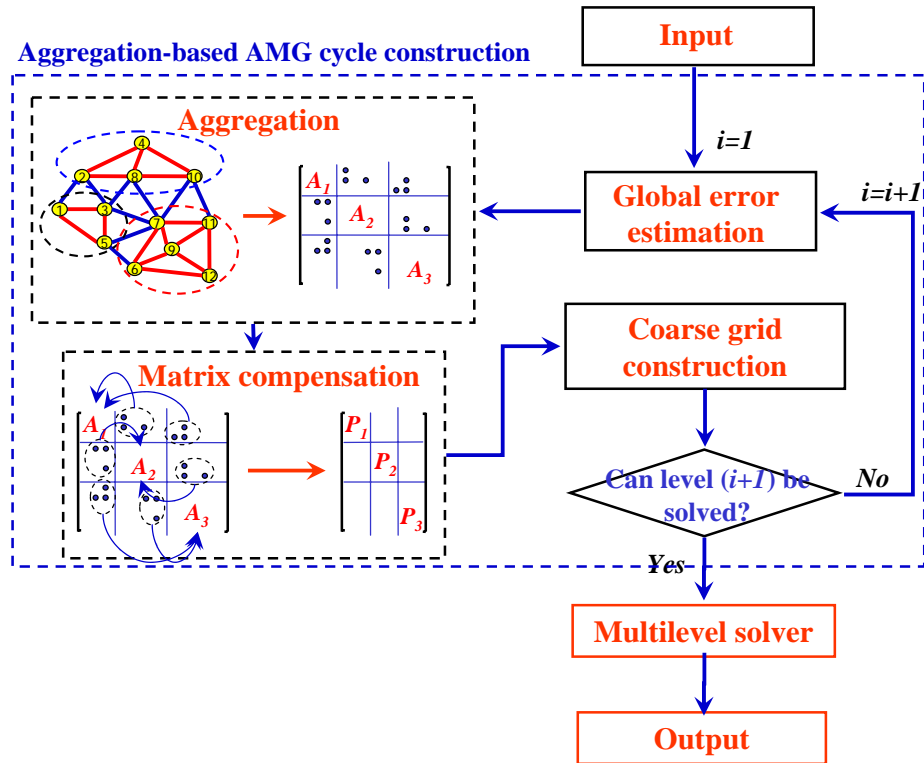 Input
Aggregation-based AMG cycle construction
i=1
Aggregation
4
2
8
10
1
3
7
11
5
9
6
12
A1
A2
A3
Global error
estimation
i=i+1
Matrix compensation
A1
A2
A3
P1
P2
P3
Coarse grid
construction
Can level (i+1) be
solved?
No
Yes
Multilevel solver
Output